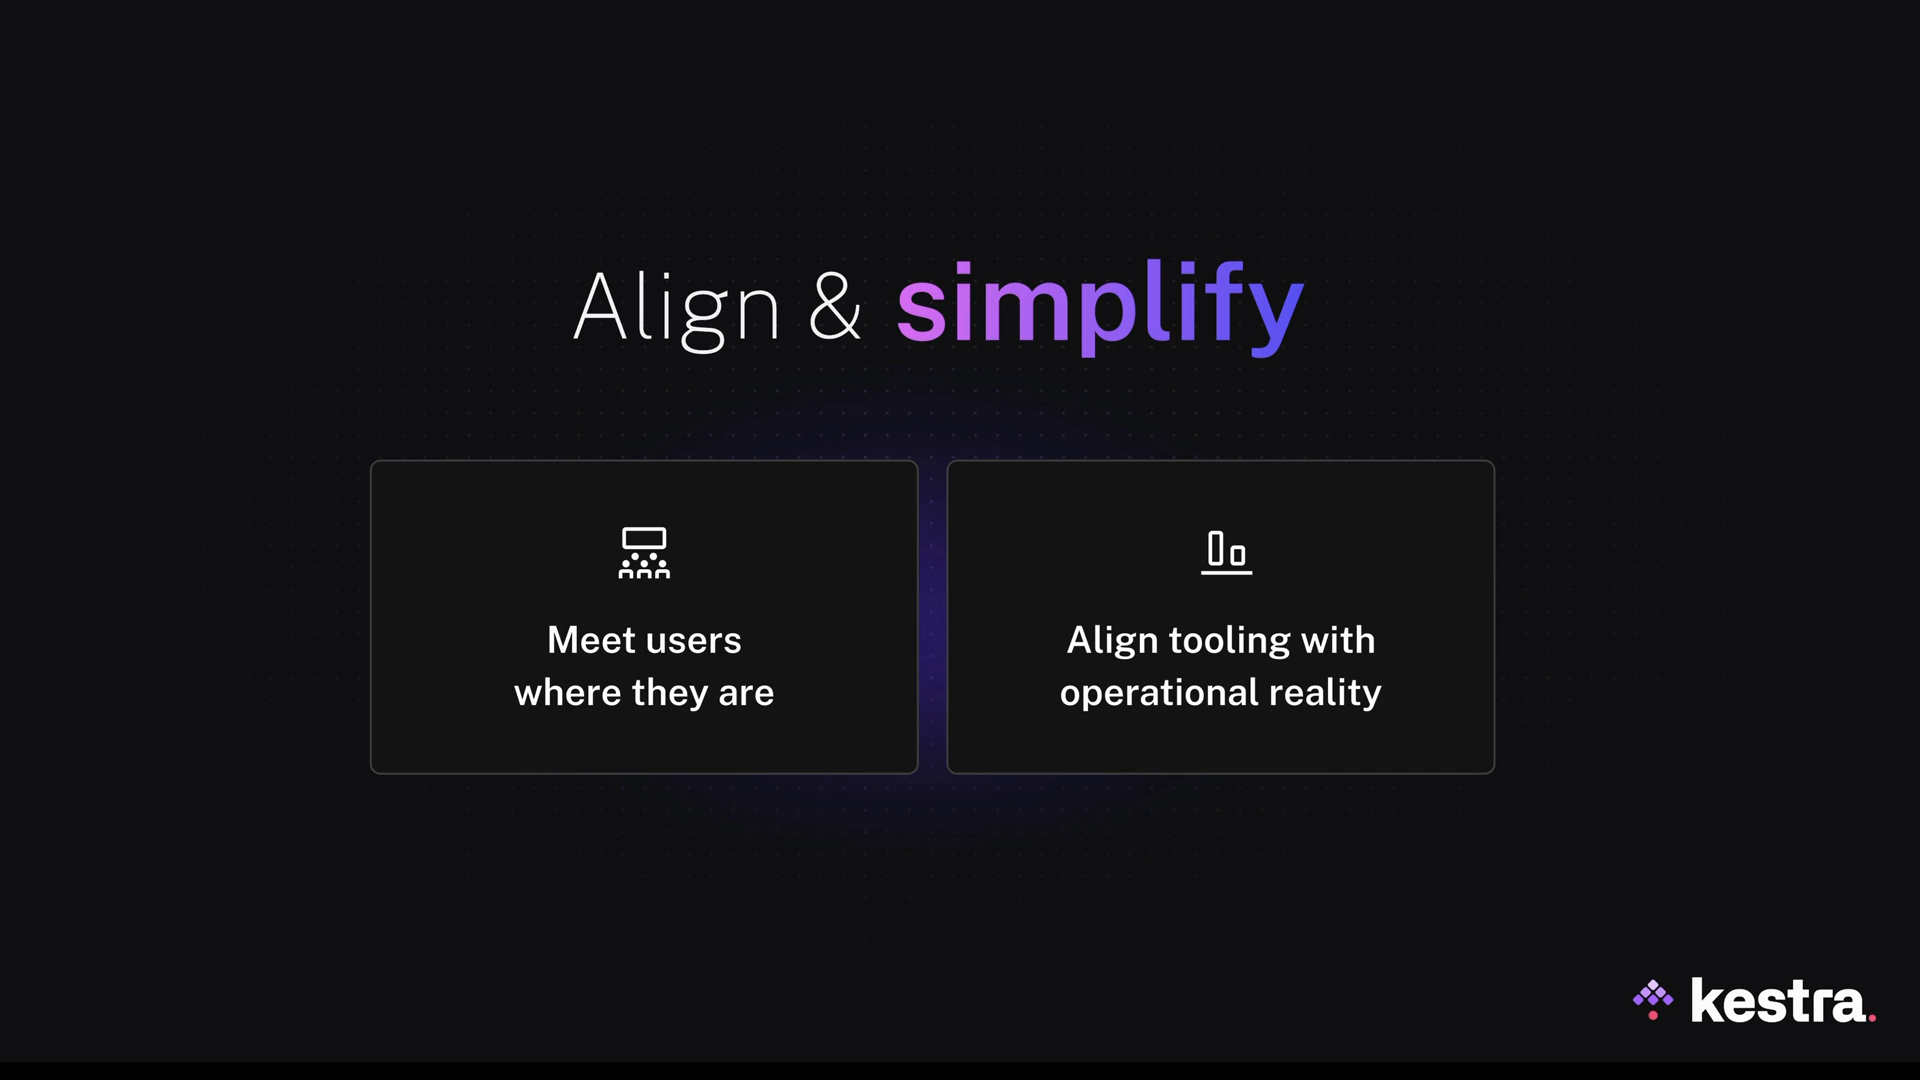 Align & simplify
Meet users
where they are
Align tooling with
operational reality
kestra.